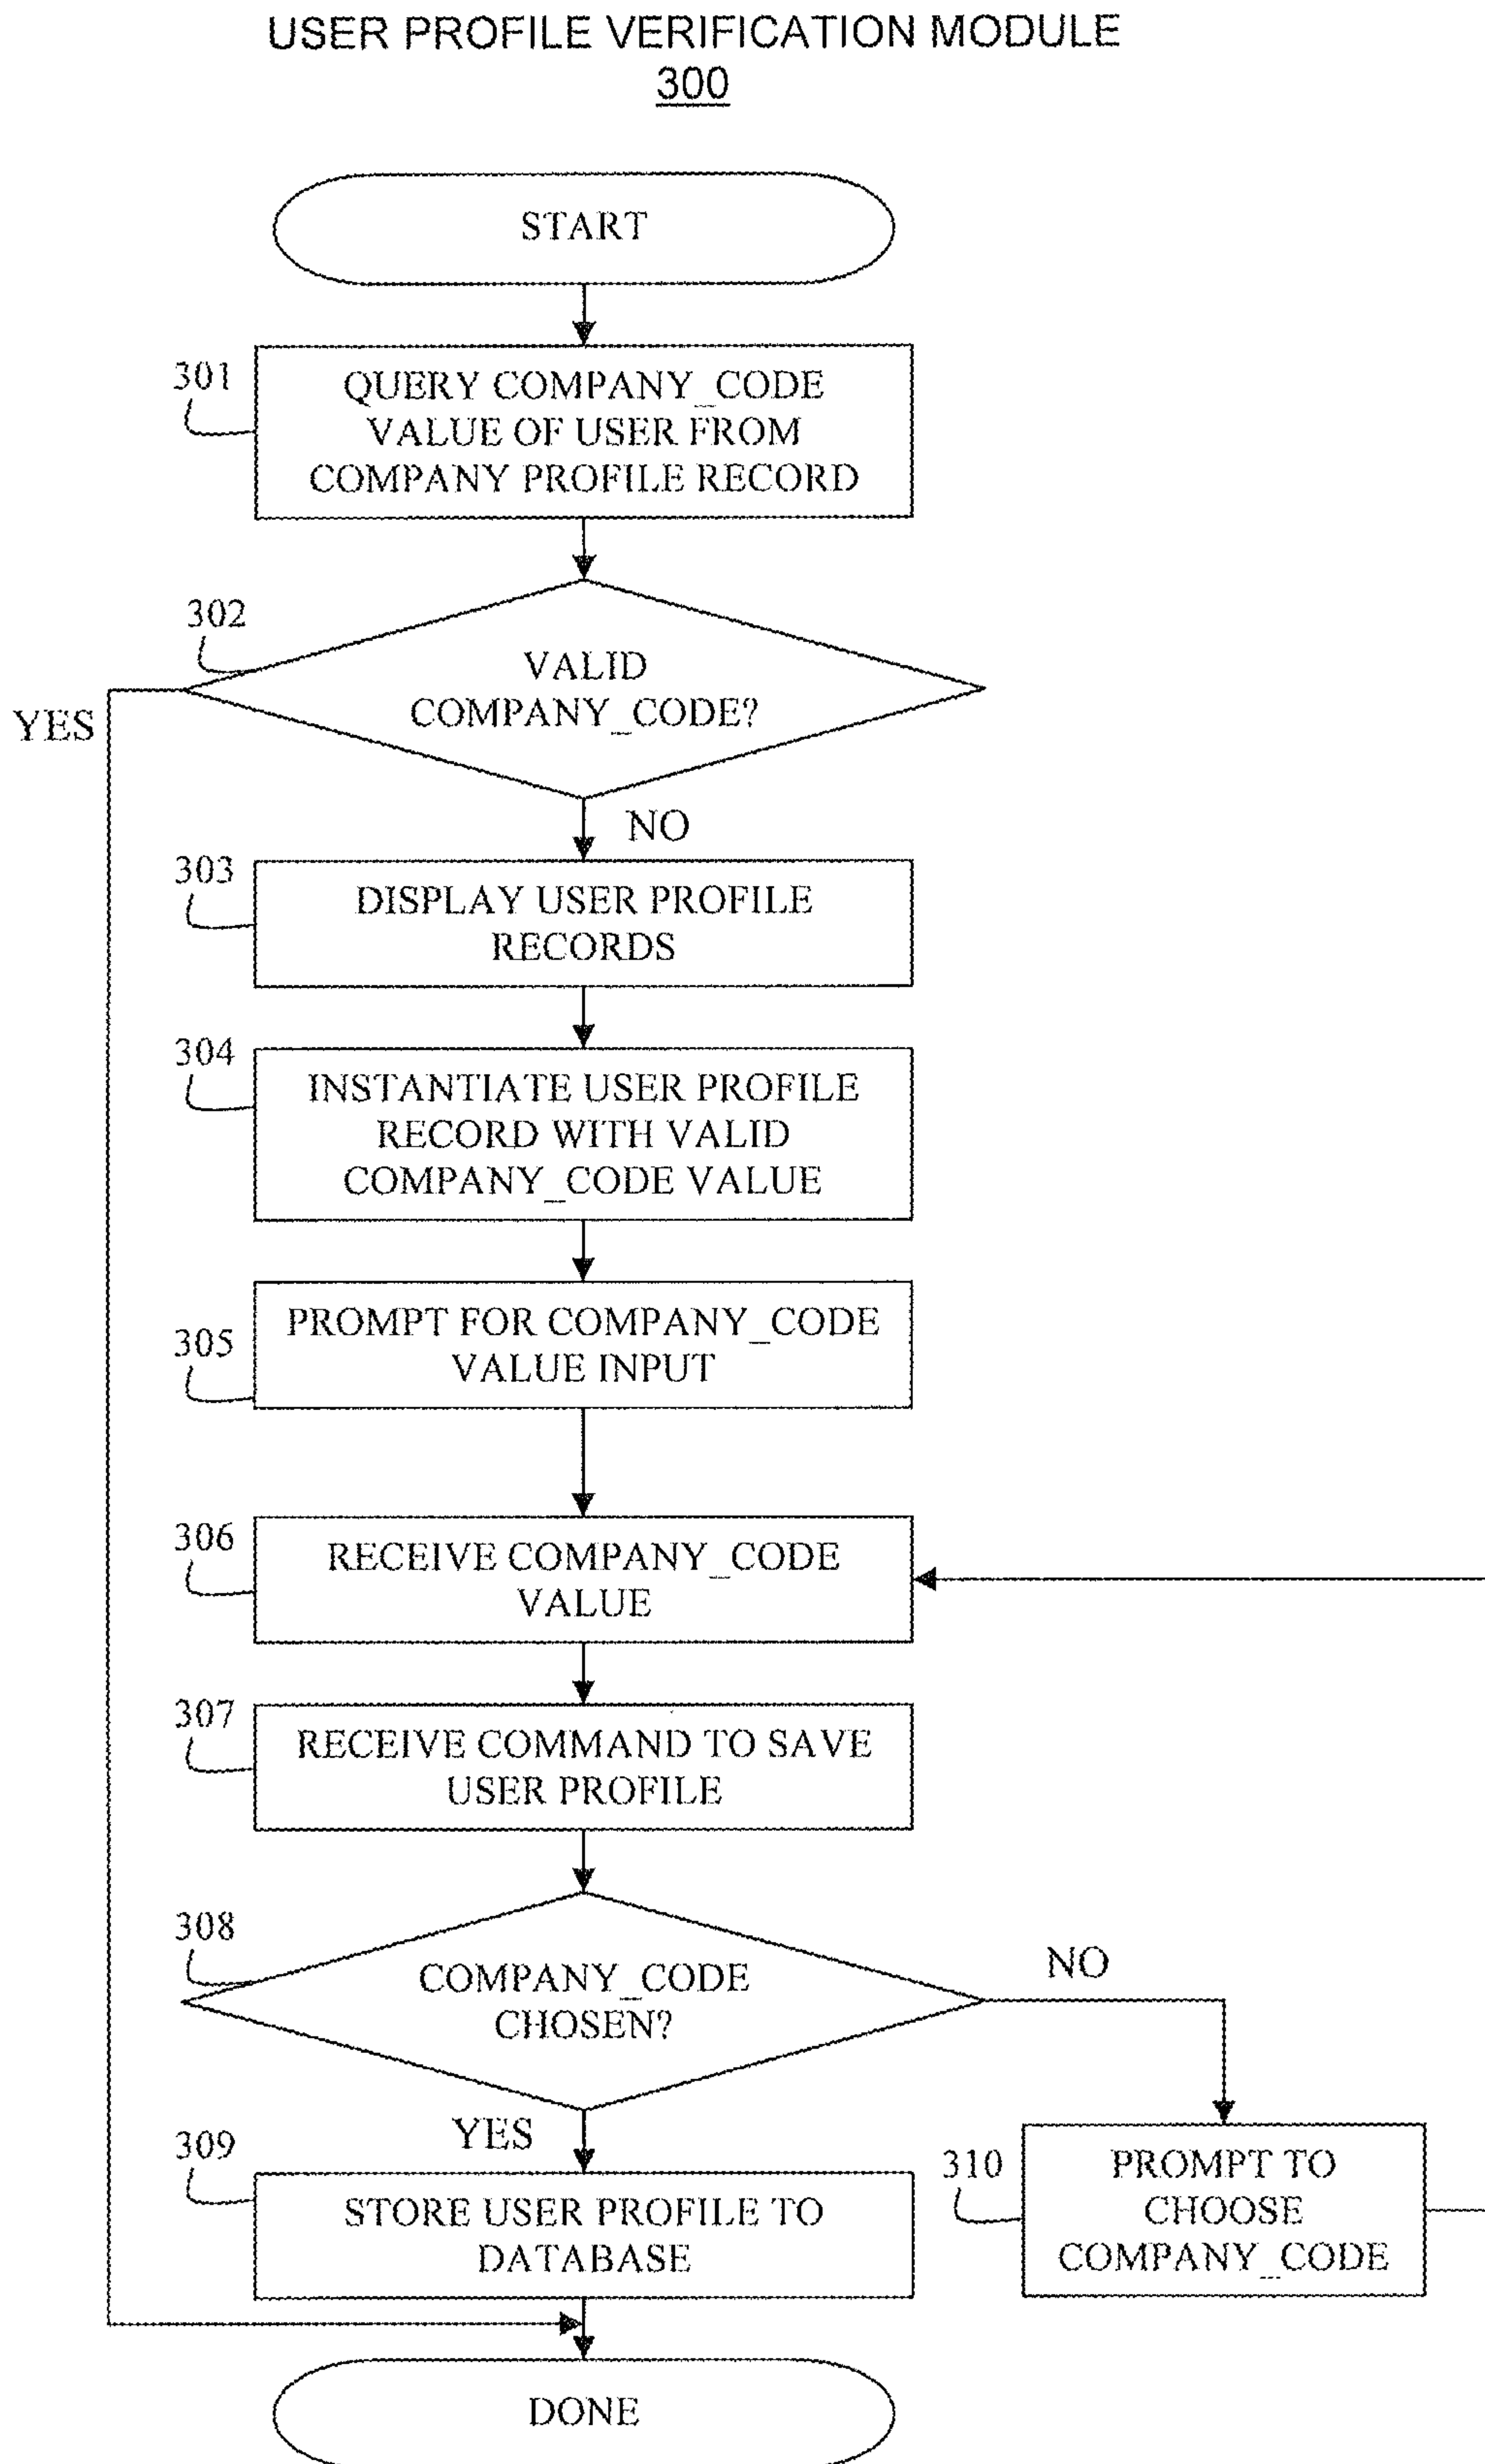 USER PROFILE VERIFICATION MODULE
300
START
301
QUERY COMPANY_CODE
VALUE OF USER FROM
COMPANY PROFILE RECORD
302
VALID
COMPANY_CODE?
YES
NO
303
DISPLAY USER PROFILE
RECORDS
304
INSTANTIATE USER PROFILE
RECORD WITH VALID
COMPANY_CODE VALUE
305
PROMPT FOR COMPANY_CODE
VALUE INPUT
306
RECEIVE COMPANY_CODE
VALUE
307
RECEIVE COMMAND TO SAVE
USER PROFILE
308
COMPANY_CODE
CHOSEN?
NO
YES
309
STORE USER PROFILE TO
DATABASE
310
PROMPT TO
CHOOSE
COMPANY_CODE
DONE